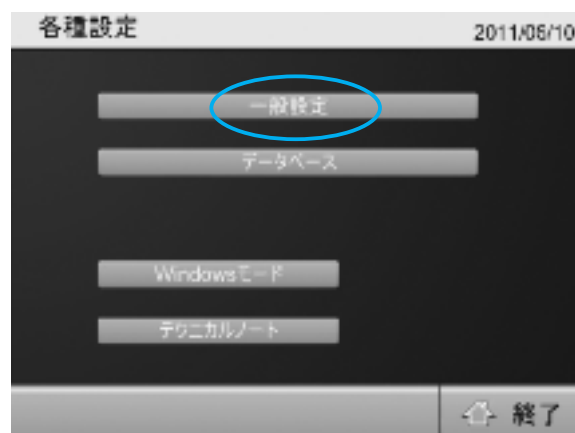 各種設定
2011/06/10
一般設定
データベース
Windowsモード
テクニカルノート
終了